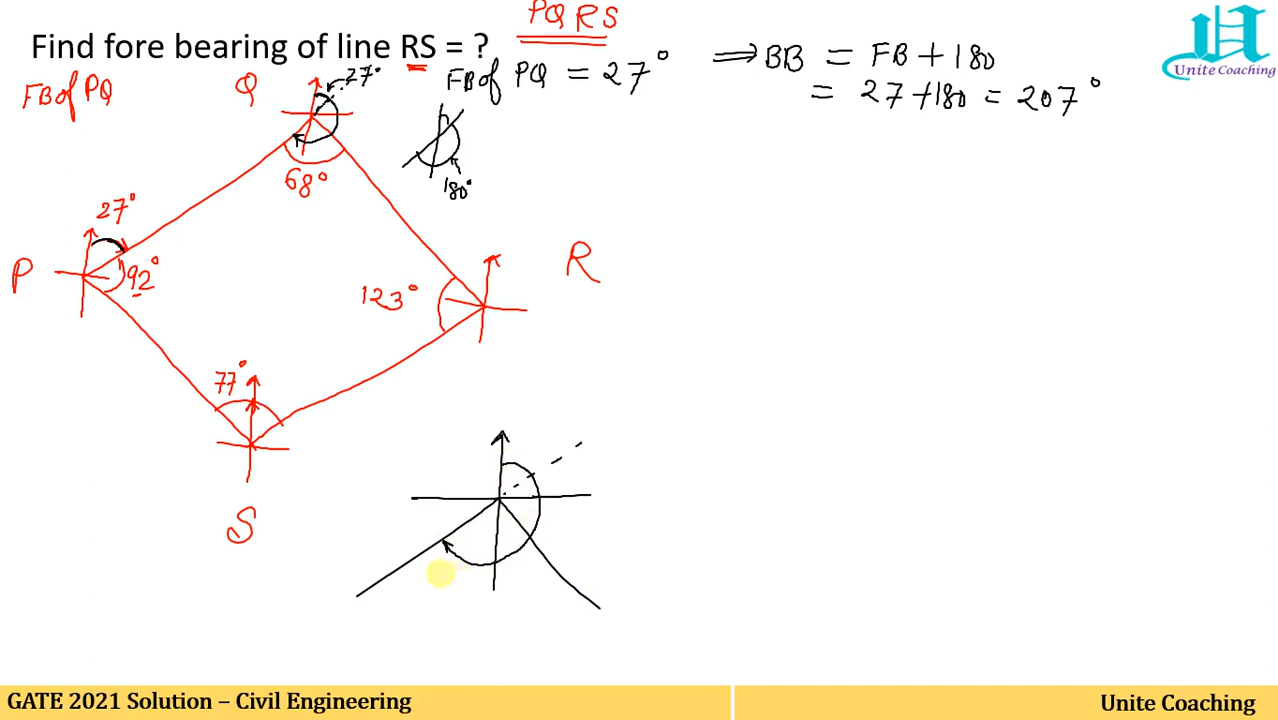 PQRS
Find fore bearing of line RS = ?
Unite Coaching
FB of PQ
FB of PQ = 27°
⟹ BB = FB + 180
= 27 + 180 = 207°
Q
27°
68°
180°
27°
P
92°
R
123°
77°
S
GATE 2021 Solution – Civil Engineering
Unite Coaching